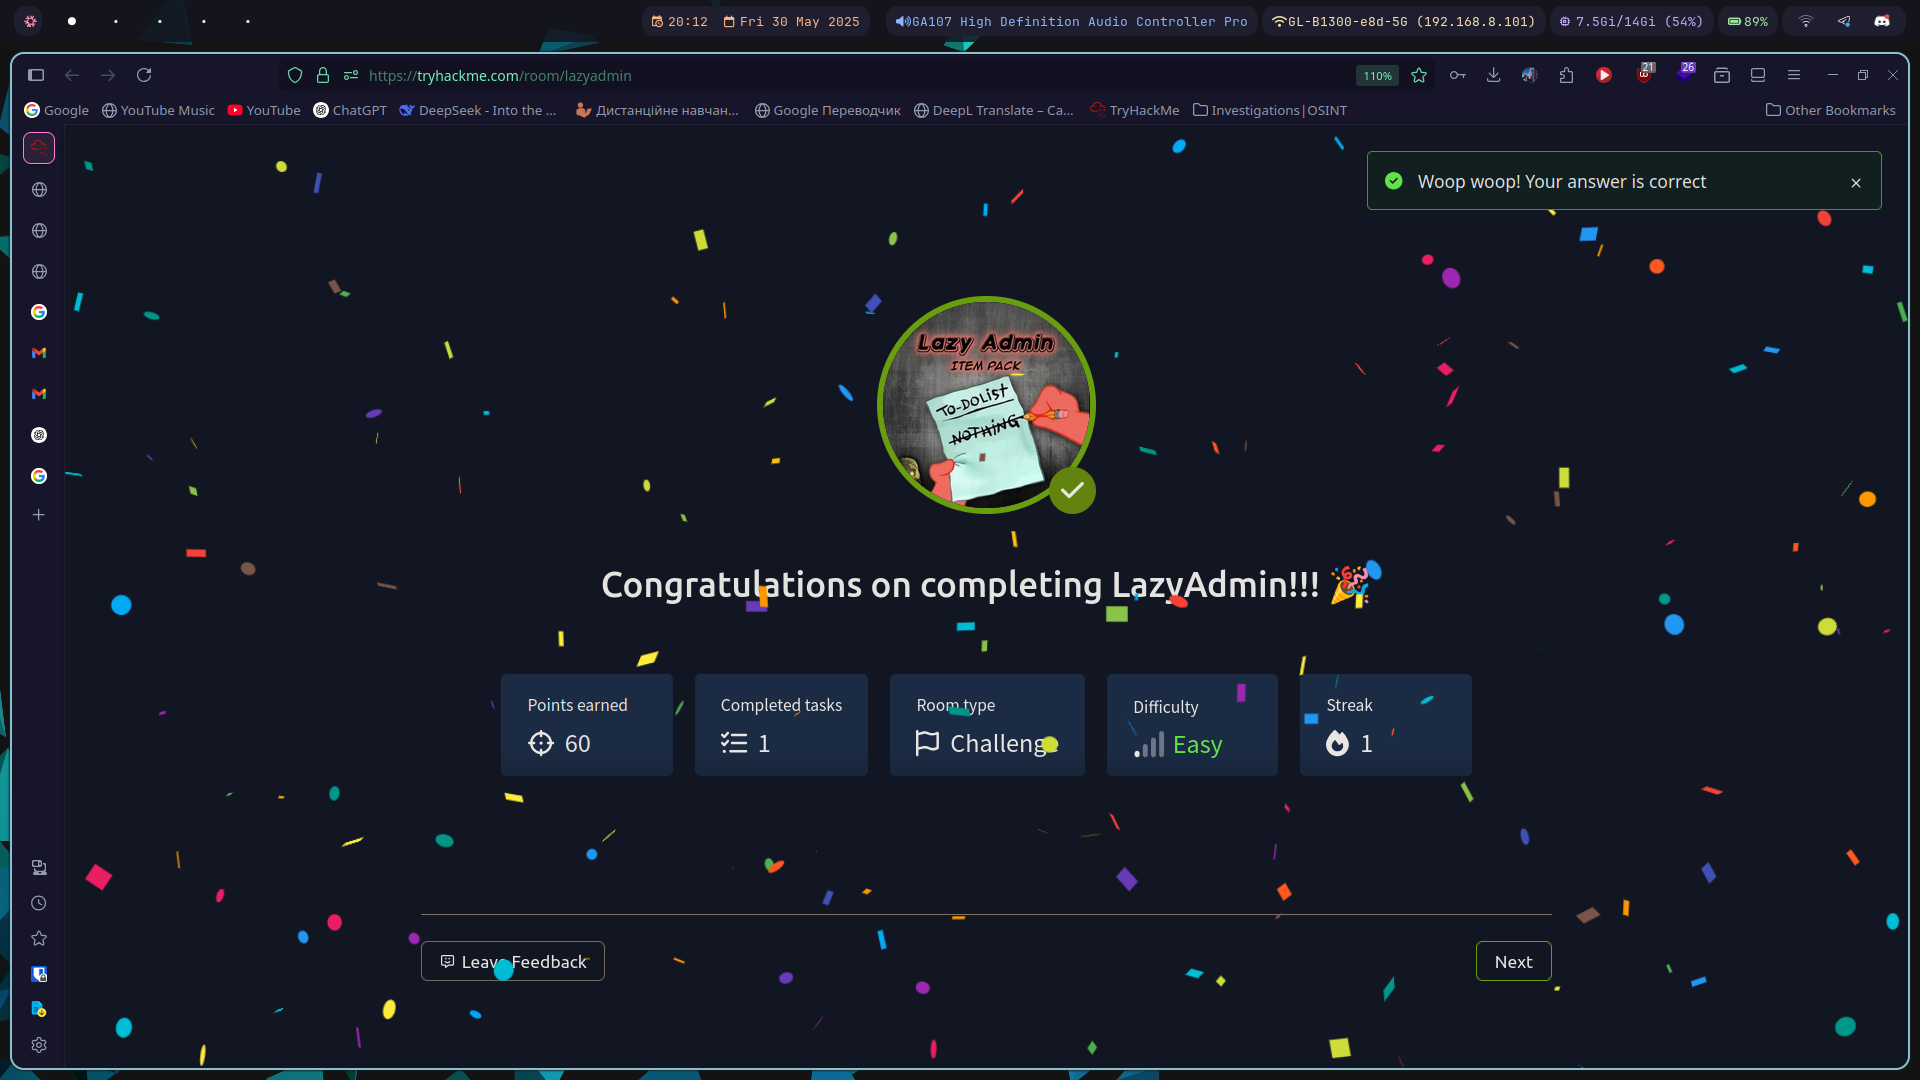 20:12 Fri 30 May 2025
GA107 High Definition Audio Controller Pro
GL-B1300-e8d-5G (192.168.8.101)
7.5Gi/14Gi (54%)
89%
https://tryhackme.com/room/lazyadmin
110%
21
26
Google
YouTube Music
YouTube
ChatGPT
DeepSeek - Into the ...
Дистанційне навчан...
Google Переводчик
DeepL Translate – Ca...
TryHackMe
Investigations|OSINT
Other Bookmarks
Woop woop! Your answer is correct
Lazy Admin
ITEM PACK
TO-DO LIST
NOTHING
Congratulations on completing LazyAdmin!!! 🎉
Points earned
60
Completed tasks
1
Room type
Challenge
Difficulty
Easy
Streak
1
Leave Feedback
Next